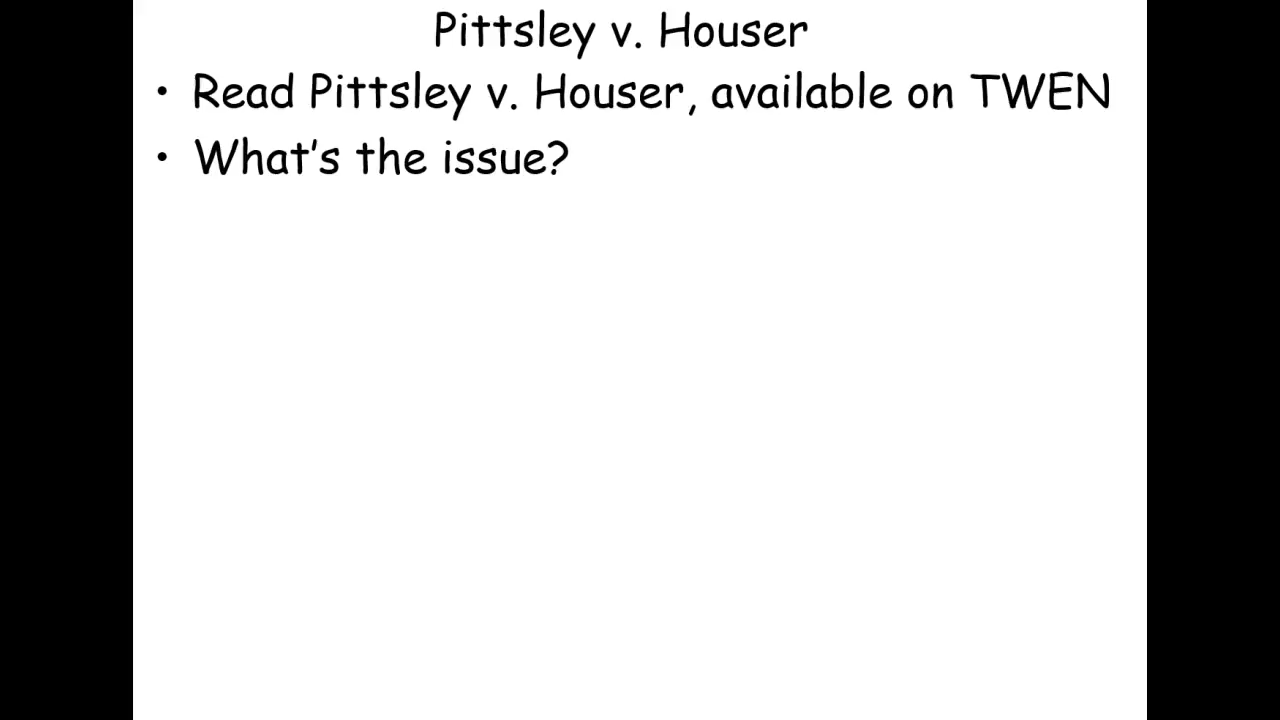 Pittsley v. Houser
• Read Pittsley v. Houser, available on TWEN
• What’s the issue?